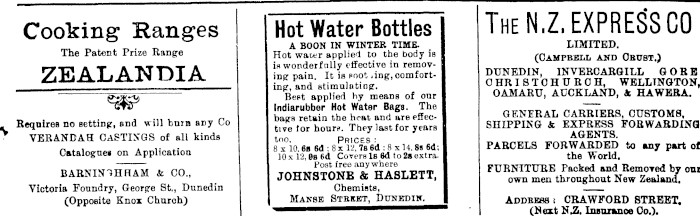 Cooking Ranges
The Patent Prize Range
ZEALANDIA
Requires no setting, and will burn any Co
VERANDAH CASTINGS of all kinds
Catalogues on Application
BARNINGHAM & CO.,
Victoria Foundry, George St., Dunedin
(Opposite Knox Church)
Hot Water Bottles
A BOON IN WINTER TIME.
Hot water applied to the body is
is wonderfully effective in remov-
ing pain. It is soothing, comfort-
ing, and stimulating.
Best applied by means of our
Indiarubber Hot Water Bags. The
bags retain the heat and are effec-
tive for hours. They last for years
too. PRICES:
8 x 10, 6s 6d; 8 x 12, 7s 6d; 8 x 14, 8s 6d;
10 x 12, 9s 6d Covers 1s 6d to 2s extra
Post free anywhere
JOHNSTONE & HASLETT,
Chemists,
MANSE STREET, DUNEDIN.
THE N.Z. EXPRESS CO
LIMITED.
(CAMPBELL AND CRUST.)
DUNEDIN, INVERCARGILL GORE
CHRISTCHURCH, WELLINGTON,
OAMARU, AUCKLAND, & HAWERA.
GENERAL CARRIERS, CUSTOMS,
SHIPPING & EXPRESS FORWARDING
AGENTS.
PARCELS FORWARDED to any part of
the World.
FURNITURE Packed and Removed by our
own men throughout New Zealand.
ADDRESS: CRAWFORD STREET.
(Next N.Z. Insurance Co.).